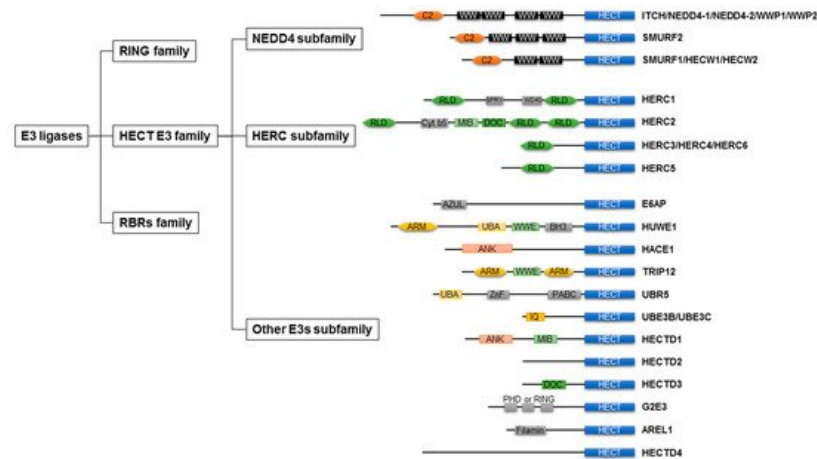 C2 WW WW WW WW HECT ITCH/NEDD4-1/NEDD4-2/WWP1/WWP2
NEDD4 subfamily
C2 WW WW WW HECT SMURF2
RING family
C2 WW WW HECT SMURF1/HECW1/HECW2
RLD SPRY WD40 RLD HECT HERC1
RLD Cyt b5 MIB DOC RLD RLD HECT HERC2
E3 ligases
HECT E3 family
HERC subfamily
RLD HECT HERC3/HERC4/HERC6
RLD HECT HERC5
AZUL HECT E6AP
RBRs family
ARM UBA WWE BH3 HECT HUWE1
ANK HECT HACE1
ARM WWE ARM HECT TRIP12
UBA ZnF PABC HECT UBR5
IQ HECT UBE3B/UBE3C
Other E3s subfamily
ANK MIB HECT HECTD1
HECT HECTD2
DOC HECT HECTD3
PHD or RING HECT G2E3
Filamin HECT AREL1
HECT HECTD4